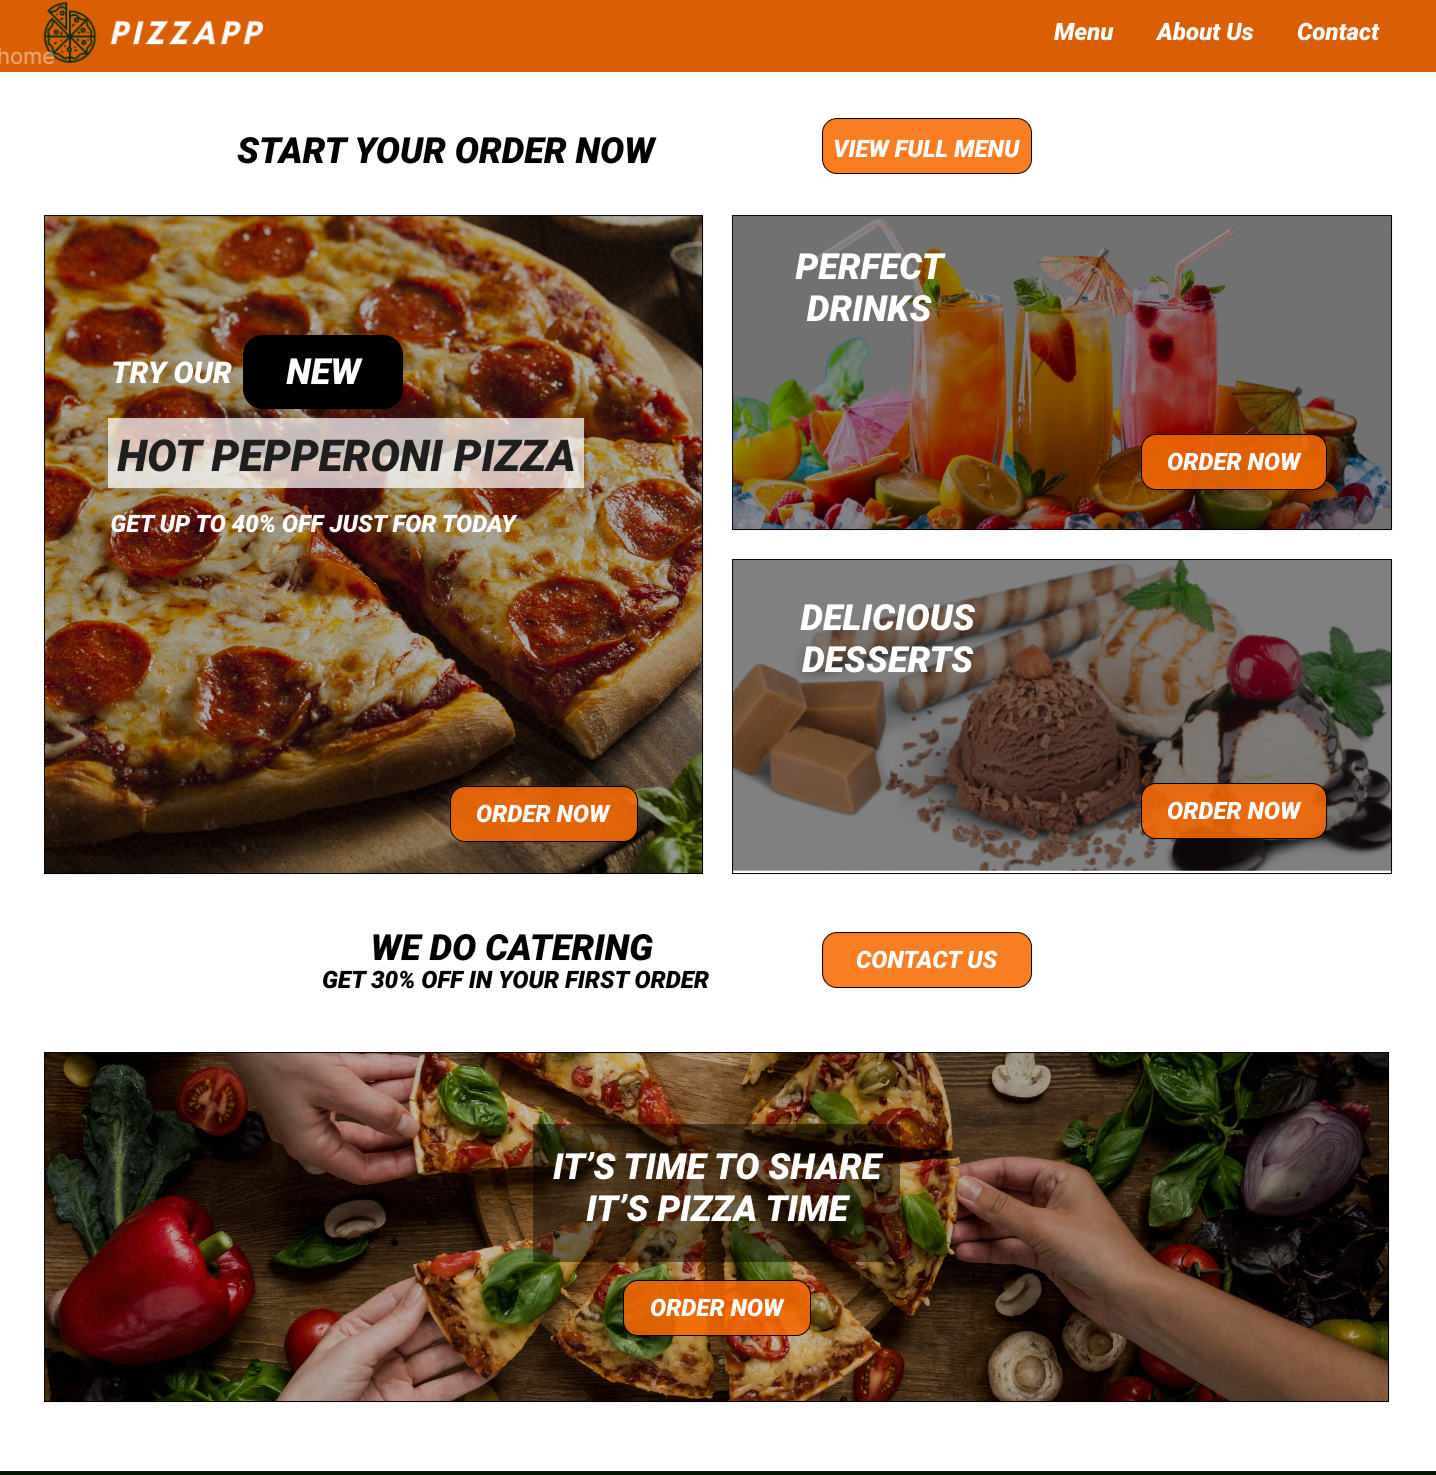 PIZZAPP
home
Menu
About Us
Contact
START YOUR ORDER NOW
VIEW FULL MENU
TRY OUR NEW
HOT PEPPERONI PIZZA
GET UP TO 40% OFF JUST FOR TODAY
ORDER NOW
PERFECT
DRINKS
ORDER NOW
DELICIOUS
DESSERTS
ORDER NOW
WE DO CATERING
GET 30% OFF IN YOUR FIRST ORDER
CONTACT US
IT’S TIME TO SHARE
IT’S PIZZA TIME
ORDER NOW